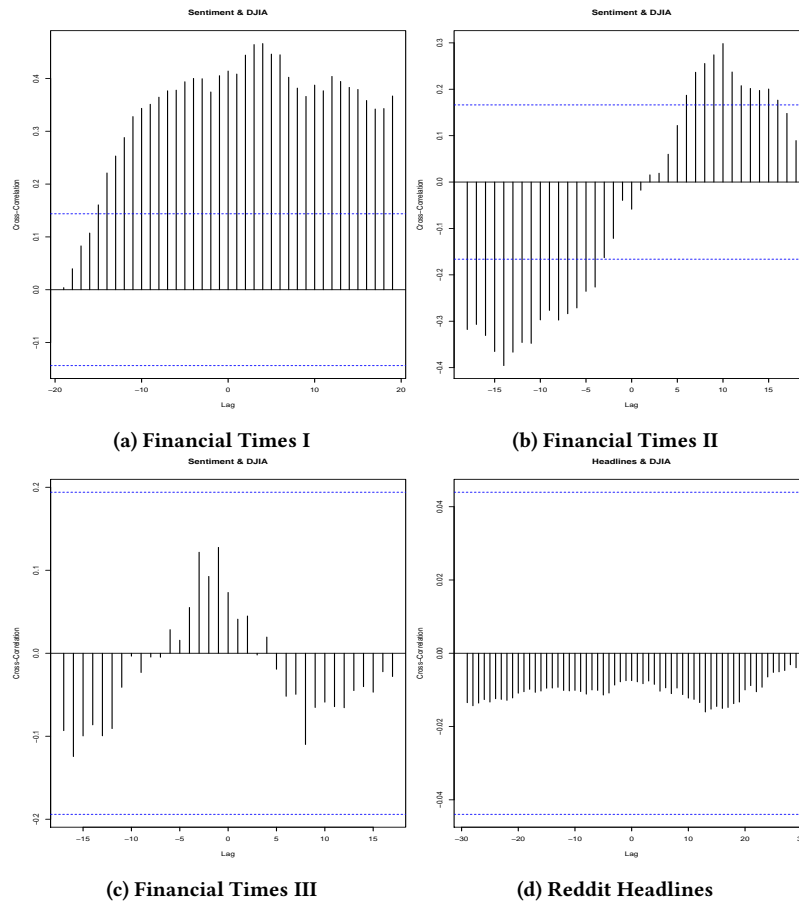 Sentiment & DJIA
Cross−Correlation
−0.1 0.0 0.1 0.2 0.3 0.4
−20 −10 0 10 20
Lag
(a) Financial Times I
Sentiment & DJIA
Cross−Correlation
−0.4 −0.3 −0.2 −0.1 0.0 0.1 0.2 0.3
−15 −10 −5 0 5 10 15
Lag
(b) Financial Times II
Sentiment & DJIA
Cross−Correlation
−0.2 −0.1 0.0 0.1 0.2
−15 −10 −5 0 5 10 15
Lag
(c) Financial Times III
Headlines & DJIA
Cross−Correlation
−0.04 −0.02 0.00 0.02 0.04
−30 −20 −10 0 10 20
Lag
(d) Reddit Headlines